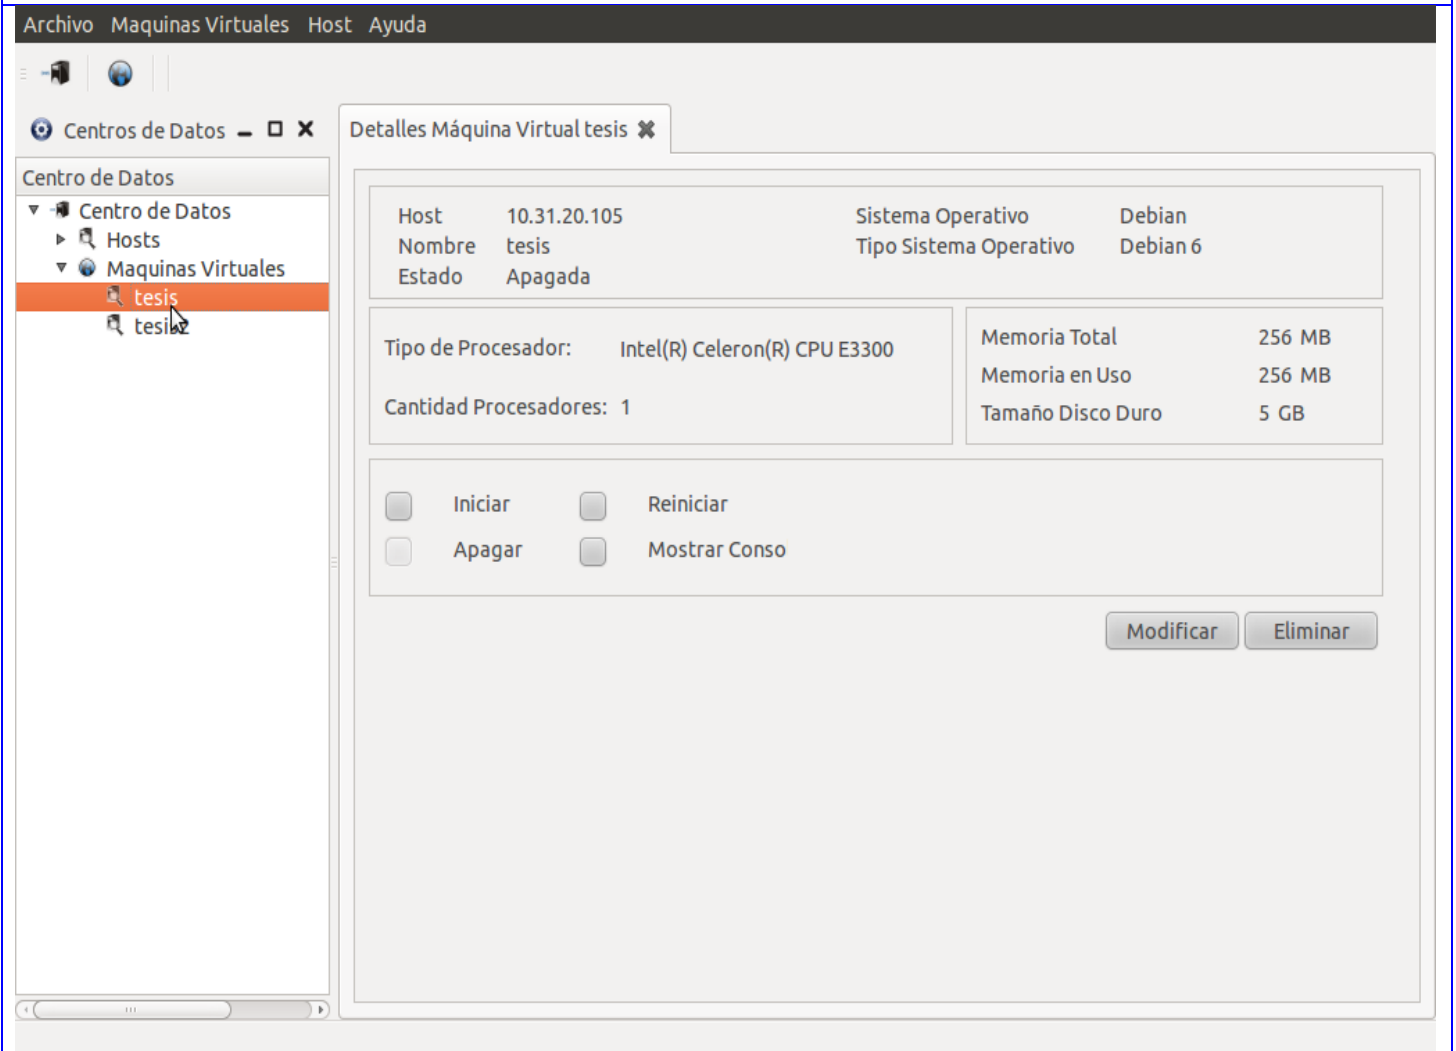 Archivo Maquinas Virtuales Host Ayuda
Centros de Datos
Detalles Máquina Virtual tesis
Centro de Datos
Centro de Datos
Hosts
Maquinas Virtuales
tesis
tesis2
Host 10.31.20.105 Sistema Operativo Debian
Nombre tesis Tipo Sistema Operativo Debian 6
Estado Apagada
Tipo de Procesador: Intel(R) Celeron(R) CPU E3300
Cantidad Procesadores: 1
Memoria Total 256 MB
Memoria en Uso 256 MB
Tamaño Disco Duro 5 GB
Iniciar Reiniciar
Apagar Mostrar Conso
Modificar Eliminar